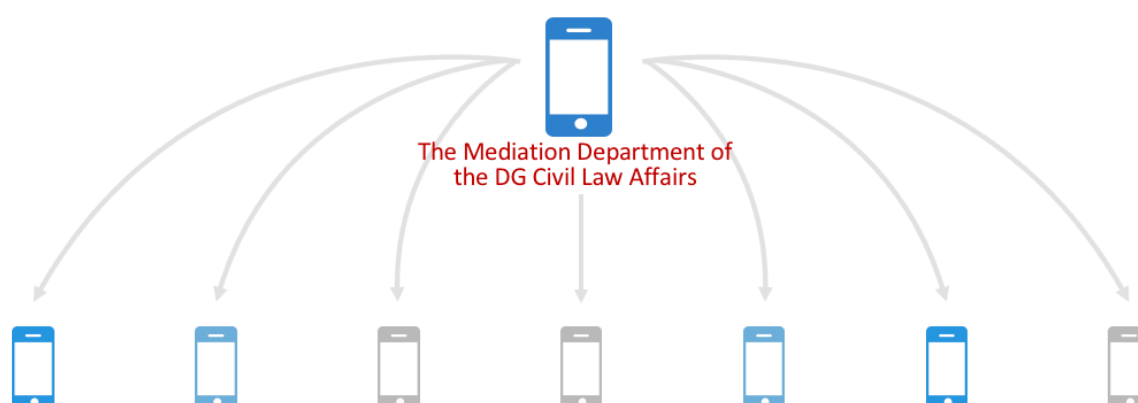 The Mediation Department of
the DG Civil Law Affairs